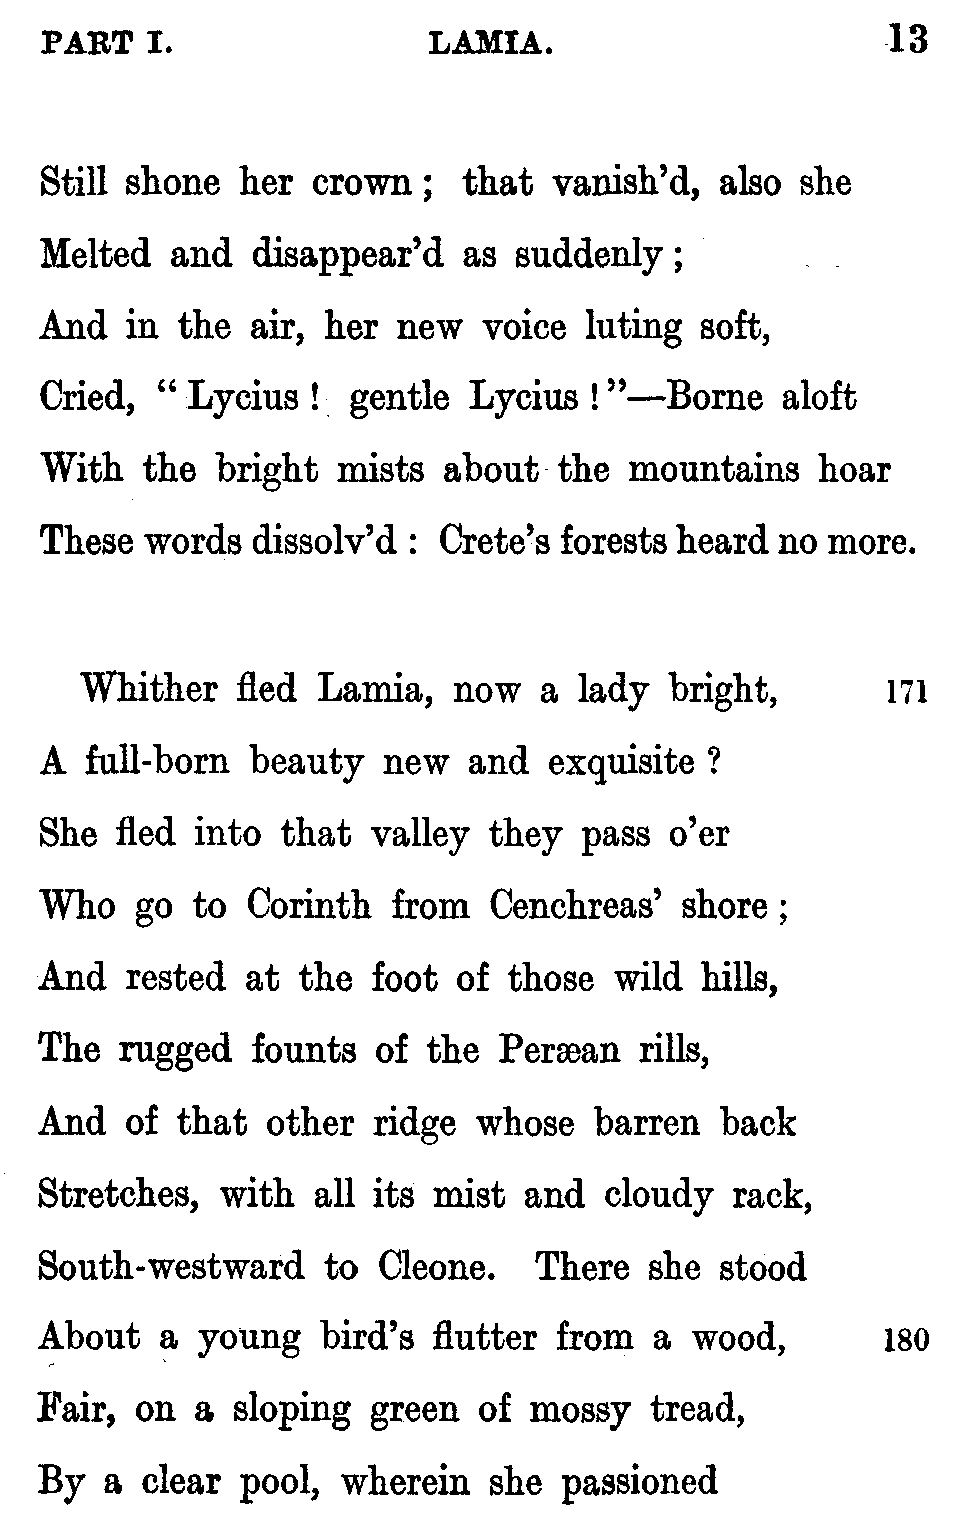 PART I. LAMIA. 13
Still shone her crown ; that vanish'd, also she
Melted and disappear'd as suddenly ;
And in the air, her new voice luting soft,
Cried, “ Lycius ! gentle Lycius ! ”—Borne aloft
With the bright mists about the mountains hoar
These words dissolv'd : Crete's forests heard no more.
Whither fled Lamia, now a lady bright, 171
A full-born beauty new and exquisite ?
She fled into that valley they pass o'er
Who go to Corinth from Cenchreas' shore ;
And rested at the foot of those wild hills,
The rugged founts of the Peræan rills,
And of that other ridge whose barren back
Stretches, with all its mist and cloudy rack,
South-westward to Cleone. There she stood
About a young bird's flutter from a wood, 180
Fair, on a sloping green of mossy tread,
By a clear pool, wherein she passioned